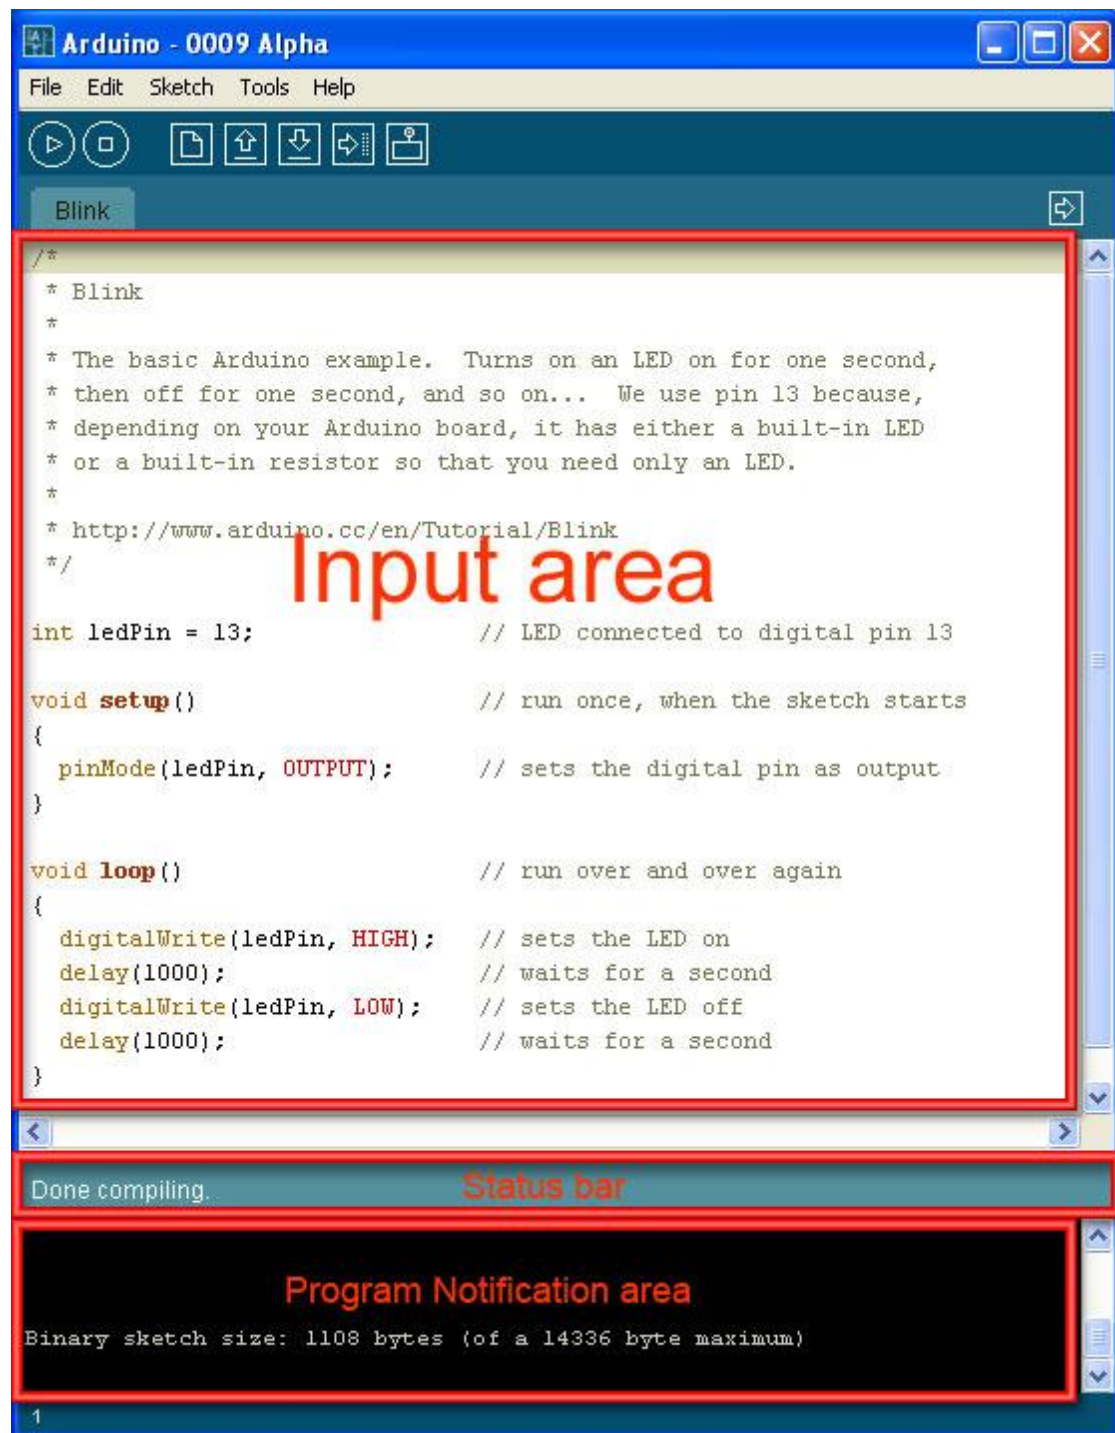 Arduino - 0009 Alpha
File Edit Sketch Tools Help
Blink
/*
 * Blink
 *
 * The basic Arduino example.  Turns on an LED on for one second,
 * then off for one second, and so on...  We use pin 13 because,
 * depending on your Arduino board, it has either a built-in LED
 * or a built-in resistor so that you need only an LED.
 *
 * http://www.arduino.cc/en/Tutorial/Blink
 */
Input area
int ledPin = 13;                // LED connected to digital pin 13
void setup()                    // run once, when the sketch starts
{
  pinMode(ledPin, OUTPUT);      // sets the digital pin as output
}
void loop()                     // run over and over again
{
  digitalWrite(ledPin, HIGH);   // sets the LED on
  delay(1000);                  // waits for a second
  digitalWrite(ledPin, LOW);    // sets the LED off
  delay(1000);                  // waits for a second
}
Done compiling. Status bar
Program Notification area
Binary sketch size: 1108 bytes (of a 14336 byte maximum)
1